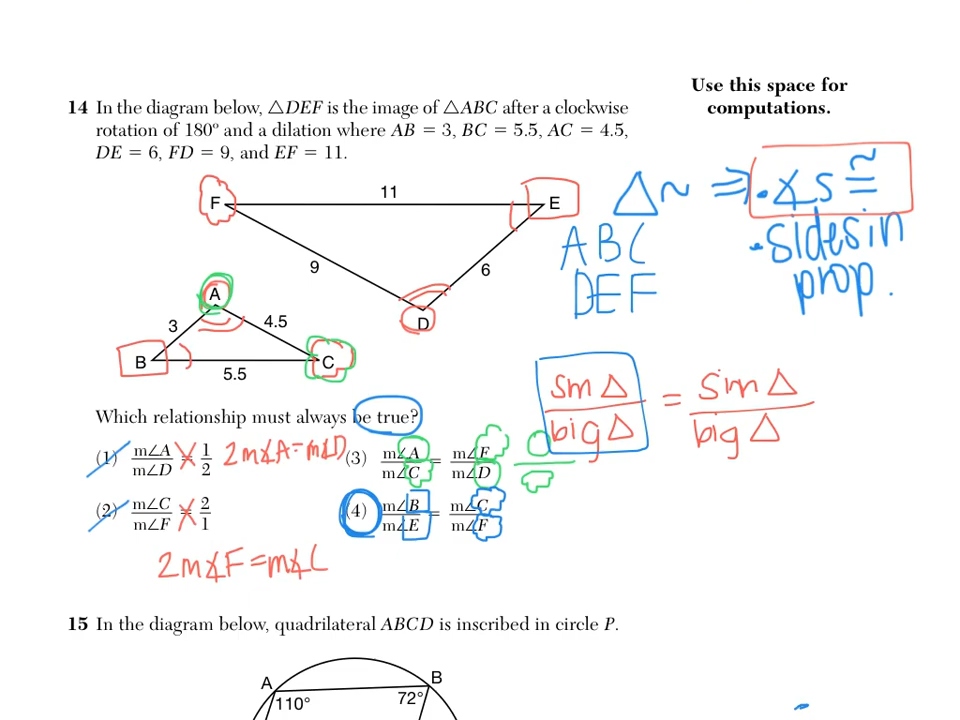 Use this space for
computations.
14 In the diagram below, △DEF is the image of △ABC after a clockwise
rotation of 180º and a dilation where AB = 3, BC = 5.5, AC = 4.5,
DE = 6, FD = 9, and EF = 11.
F
11
E
9
6
D
A
3
4.5
B
5.5
C
△~ ⇒ .∡s ≅
ABC
DEF
.sides in
prop.
Which relationship must always be true?
sm △ / big △ = sim △ / big △
(1) m∠A / m∠D = 1/2
2m∡A=m∡D
(3) m∠A / m∠C = m∠F / m∠D
(2) m∠C / m∠F = 2/1
(4) m∠B / m∠E = m∠C / m∠F
2m∡F=m∡C
15 In the diagram below, quadrilateral ABCD is inscribed in circle P.
A
B
110°
72°